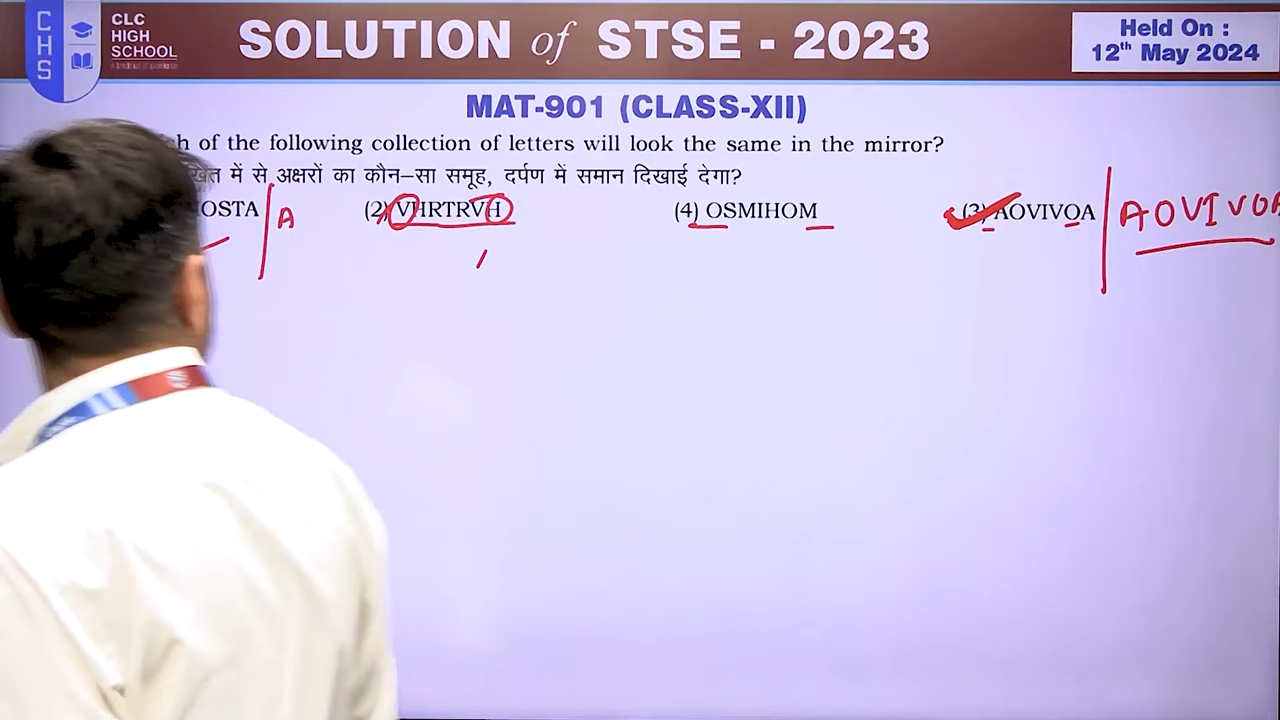 CHS
CLC
HIGH
SCHOOL
SOLUTION of STSE - 2023
Held On :
12th May 2024
MAT-901 (CLASS-XII)
of the following collection of letters will look the same in the mirror?
में से अक्षरों का कौन–सा समूह, दर्पण में समान दिखाई देगा?
OSTA A (2) VHRTRVH (4) OSMIHOM (3) AOVIVOA AOVIVOA